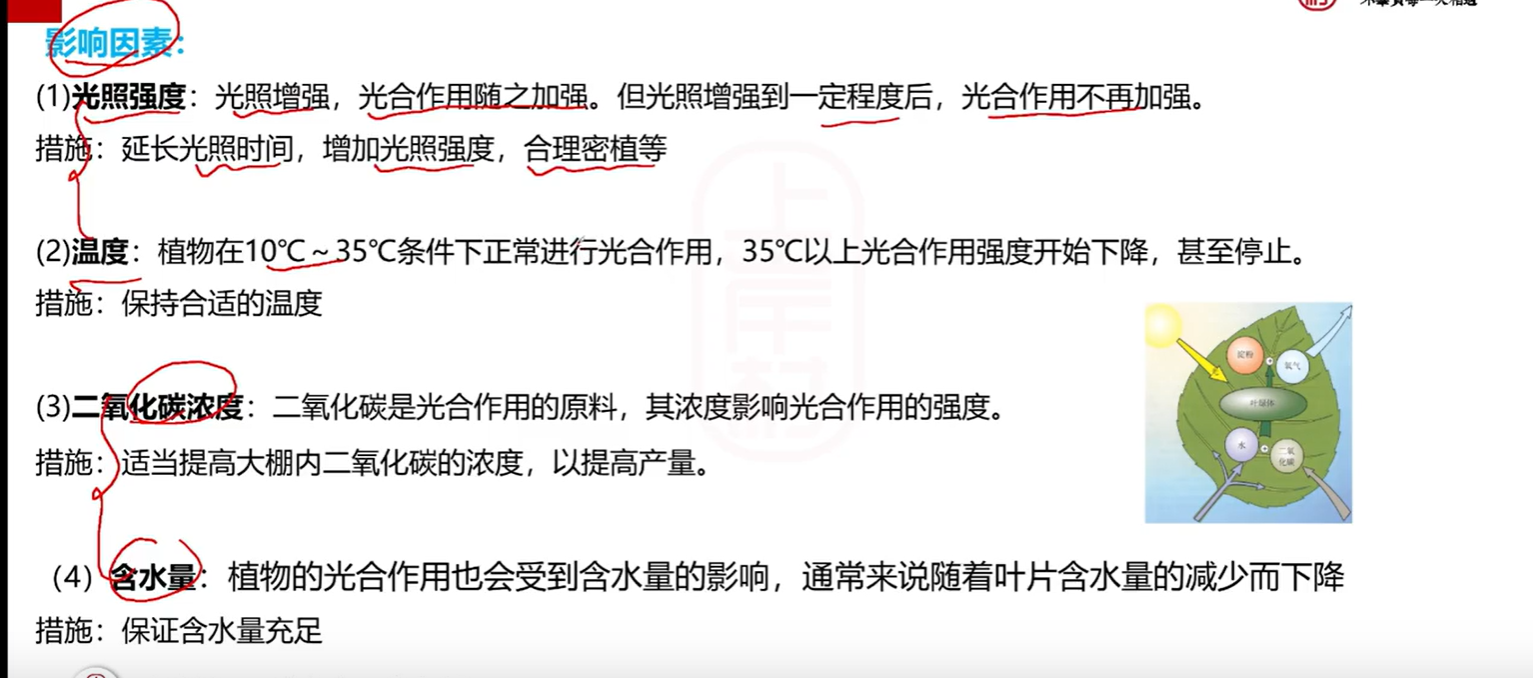 影响因素：
(1)光照强度：光照增强，光合作用随之加强。但光照增强到一定程度后，光合作用不再加强。
措施：延长光照时间，增加光照强度，合理密植等
(2)温度：植物在10℃～35℃条件下正常进行光合作用，35℃以上光合作用强度开始下降，甚至停止。
措施：保持合适的温度
淀粉
氧气
叶绿体
水
二氧
化碳
(3)二氧化碳浓度：二氧化碳是光合作用的原料，其浓度影响光合作用的强度。
措施：适当提高大棚内二氧化碳的浓度，以提高产量。
（4）含水量：植物的光合作用也会受到含水量的影响，通常来说随着叶片含水量的减少而下降
措施：保证含水量充足
上岸村